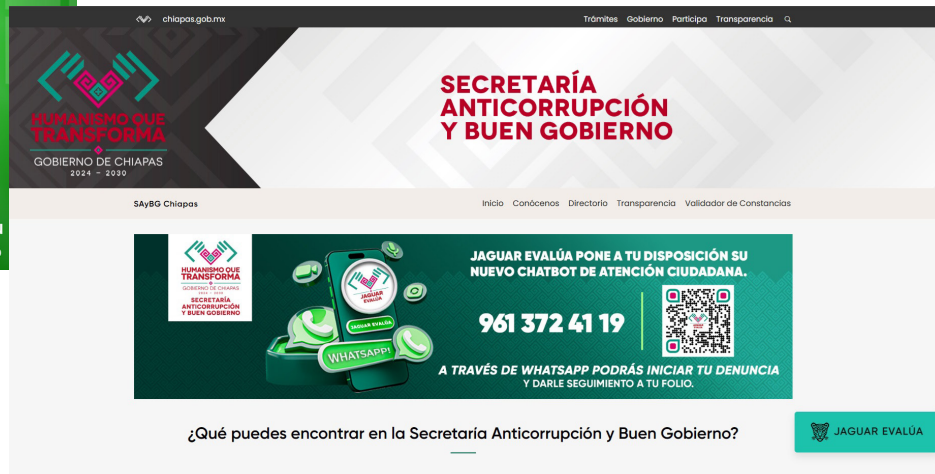 chiapas.gob.mx
Trámites Gobierno Participa Transparencia
HUMANISMO QUE
TRANSFORMA
GOBIERNO DE CHIAPAS
2024 – 2030
SECRETARÍA
ANTICORRUPCIÓN
Y BUEN GOBIERNO
SAyBG Chiapas
Inicio Conócenos Directorio Transparencia Validador de Constancias
HUMANISMO QUE
TRANSFORMA
GOBIERNO DE CHIAPAS
2024 – 2030
SECRETARÍA
ANTICORRUPCIÓN
Y BUEN GOBIERNO
JAGUAR
EVALÚA
JAGUAR EVALÚA
WHATSAPP!
JAGUAR EVALÚA PONE A TU DISPOSICIÓN SU
NUEVO CHATBOT DE ATENCIÓN CIUDADANA.
961 372 41 19
A TRAVÉS DE WHATSAPP PODRÁS INICIAR TU DENUNCIA
Y DARLE SEGUIMIENTO A TU FOLIO.
¿Qué puedes encontrar en la Secretaría Anticorrupción y Buen Gobierno?
JAGUAR EVALÚA